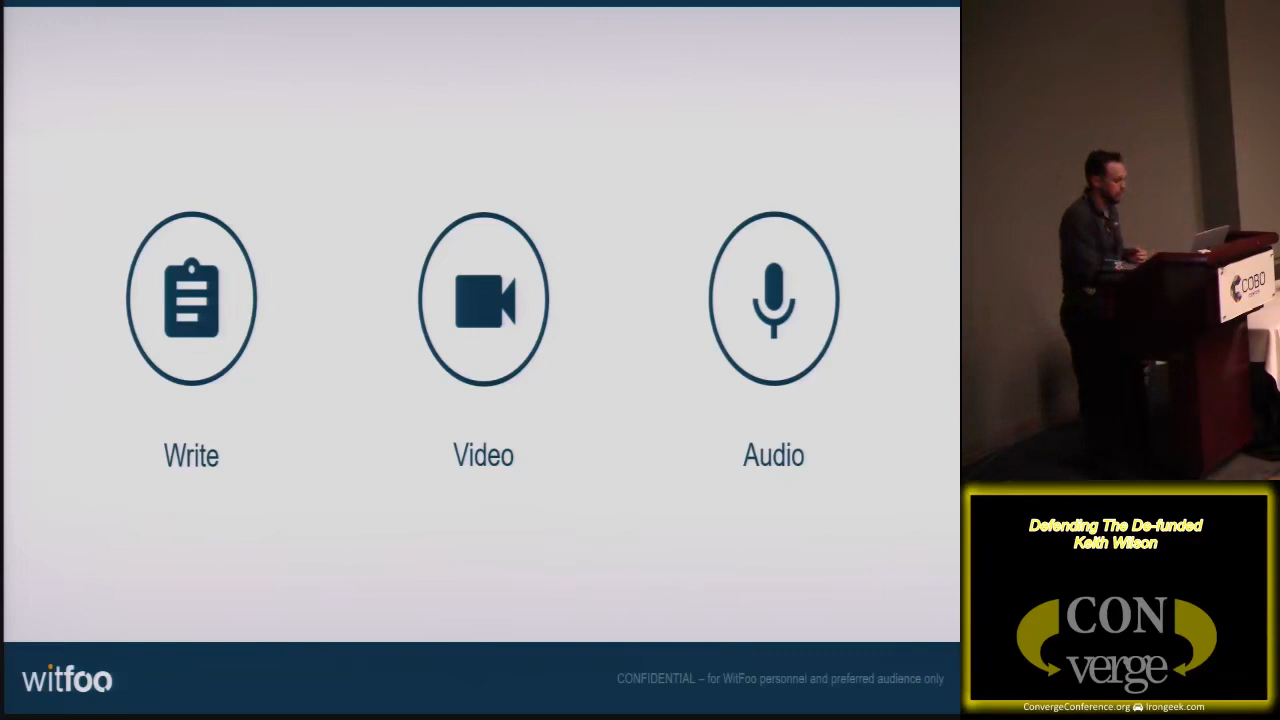 Write
Video
Audio
witfoo
CONFIDENTIAL – for WitFoo personnel and preferred audience only
COBO
Defending The De-funded
Keith Wilson
CON
verge
ConvergeConference.org Irongeek.com